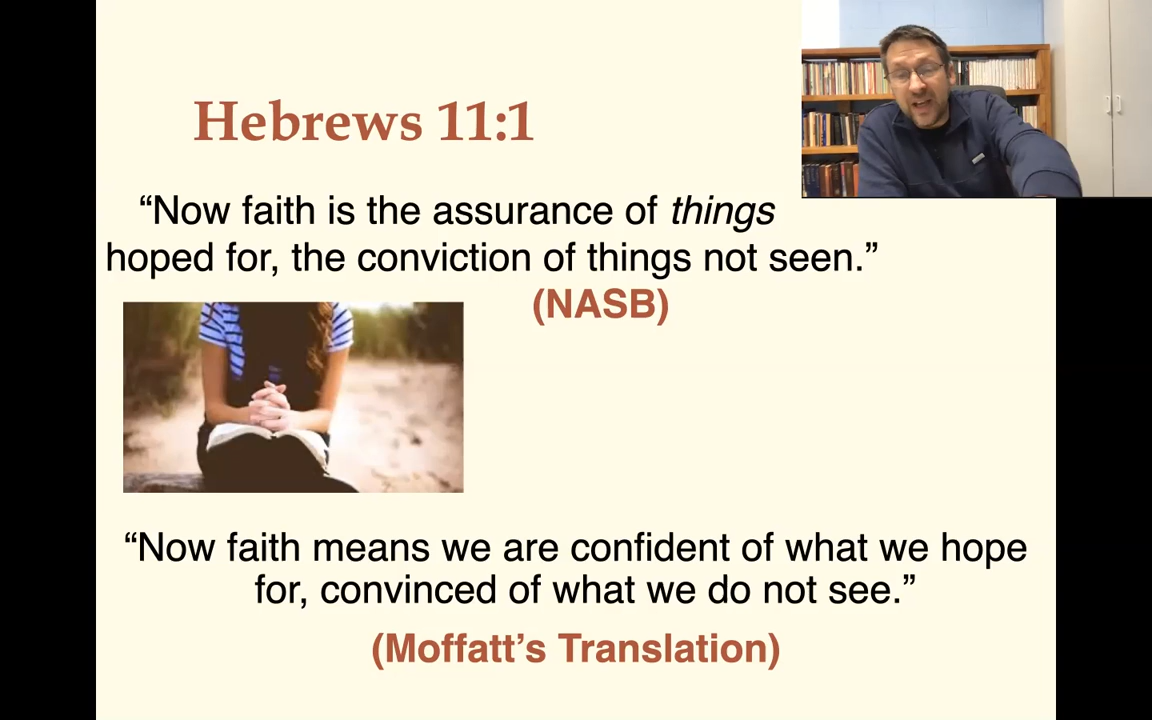 Hebrews 11:1
“Now faith is the assurance of things
hoped for, the conviction of things not seen.”
(NASB)
“Now faith means we are confident of what we hope
for, convinced of what we do not see.”
(Moffatt’s Translation)